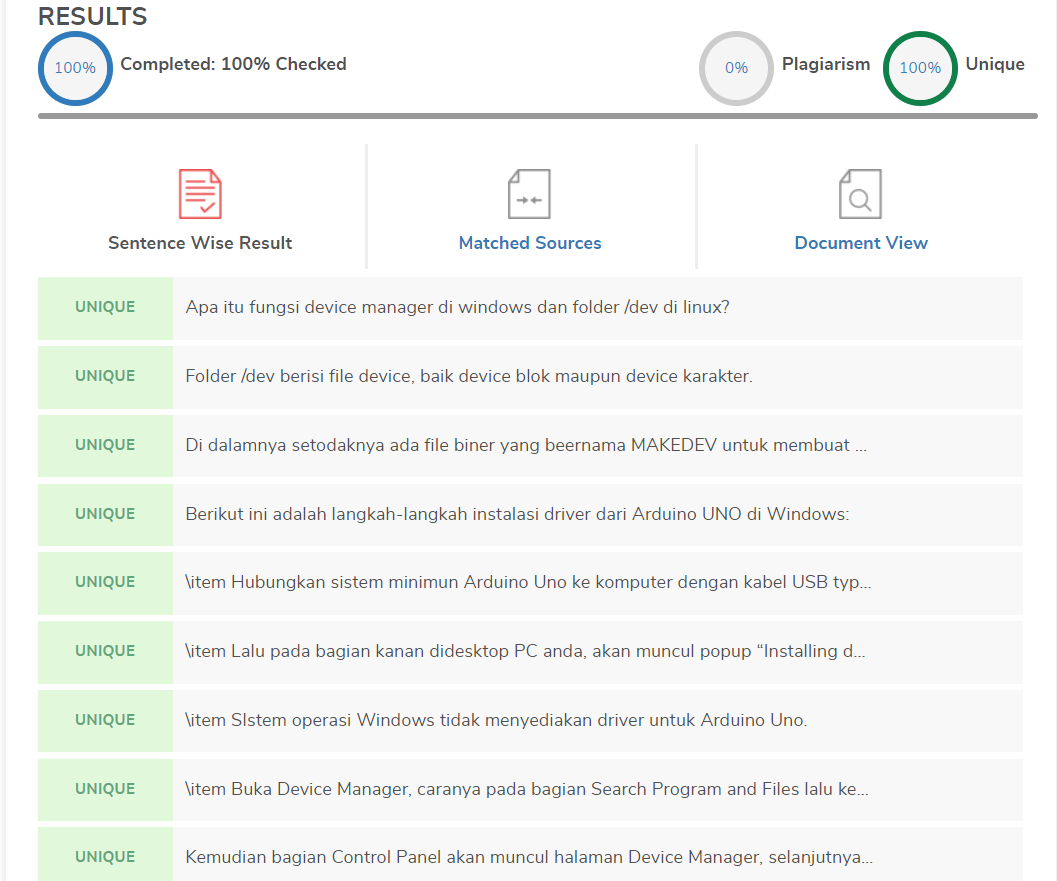 RESULTS
100% Completed: 100% Checked 0% Plagiarism 100% Unique
Sentence Wise Result Matched Sources Document View
UNIQUE Apa itu fungsi device manager di windows dan folder /dev di linux?
UNIQUE Folder /dev berisi file device, baik device blok maupun device karakter.
UNIQUE Di dalamnya setodaknya ada file biner yang beernama MAKEDEV untuk membuat ...
UNIQUE Berikut ini adalah langkah-langkah instalasi driver dari Arduino UNO di Windows:
UNIQUE \item Hubungkan sistem minimun Arduino Uno ke komputer dengan kabel USB typ...
UNIQUE \item Lalu pada bagian kanan didesktop PC anda, akan muncul popup “Installing d...
UNIQUE \item SIstem operasi Windows tidak menyediakan driver untuk Arduino Uno.
UNIQUE \item Buka Device Manager, caranya pada bagian Search Program and Files lalu ke...
UNIQUE Kemudian bagian Control Panel akan muncul halaman Device Manager, selanjutnya...